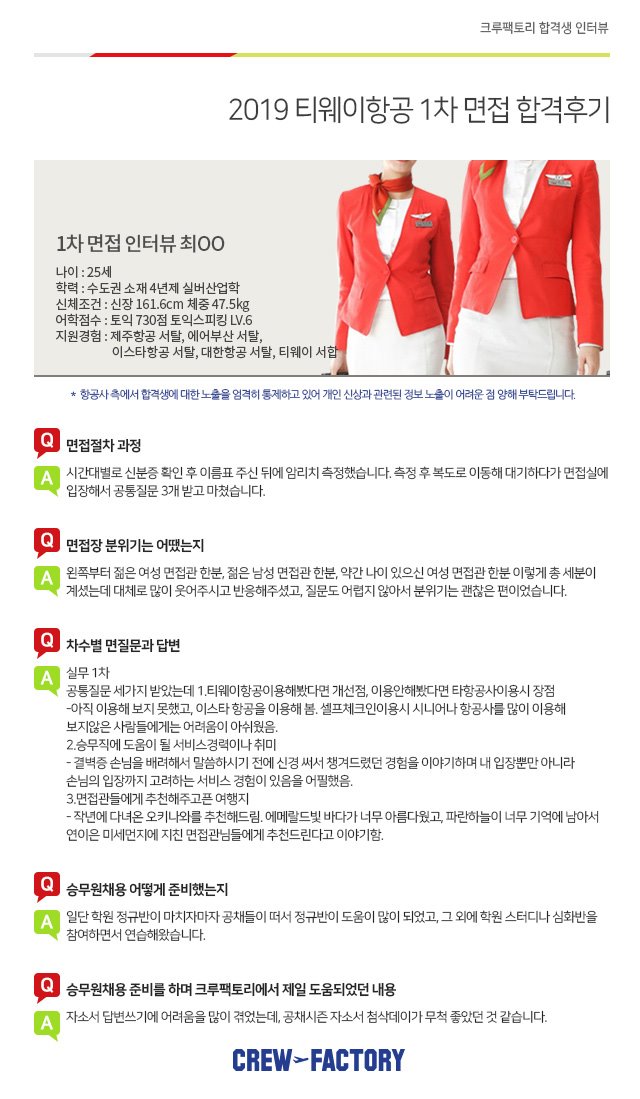 크루팩토리 합격생 인터뷰
2019 티웨이항공 1차 면접 합격후기
1차 면접 인터뷰 최OO
나이 : 25세
학력 : 수도권 소재 4년제 실버산업학
신체조건 : 신장 161.6cm 체중 47.5kg
어학점수 : 토익 730점 토익스피킹 LV.6
지원경험 : 제주항공 서탈, 에어부산 서탈,
이스타항공 서탈, 대한항공 서탈, 티웨이 서합
* 항공사 측에서 합격생에 대한 노출을 엄격히 통제하고 있어 개인 신상과 관련된 정보 노출이 어려운 점 양해 부탁드립니다.
Q 면접절차 과정
A 시간대별로 신분증 확인 후 이름표 주신 뒤에 암리치 측정했습니다. 측정 후 복도로 이동해 대기하다가 면접실에
입장해서 공통질문 3개 받고 마쳤습니다.
Q 면접장 분위기는 어땠는지
A 왼쪽부터 젊은 여성 면접관 한분, 젊은 남성 면접관 한분, 약간 나이 있으신 여성 면접관 한분 이렇게 총 세분이
계셨는데 대체로 많이 웃어주시고 반응해주셨고, 질문도 어렵지 않아서 분위기는 괜찮은 편이었습니다.
Q 차수별 면질문과 답변
A 실무 1차
공통질문 세가지 받았는데 1.티웨이항공이용해봤다면 개선점, 이용안해봤다면 타항공사이용시 장점
-아직 이용해 보지 못했고, 이스타 항공을 이용해 봄. 셀프체크인이용시 시니어나 항공사를 많이 이용해
보지않은 사람들에게는 어려움이 아쉬웠음.
2.승무직에 도움이 될 서비스경력이나 취미
- 결벽증 손님을 배려해서 말씀하시기 전에 신경 써서 챙겨드렸던 경험을 이야기하며 내 입장뿐만 아니라
손님의 입장까지 고려하는 서비스 경험이 있음을 어필했음.
3.면접관들에게 추천해주고픈 여행지
- 작년에 다녀온 오키나와를 추천해드림. 에메랄드빛 바다가 너무 아름다웠고, 파란하늘이 너무 기억에 남아서
연이은 미세먼지에 지친 면접관님들에게 추천드린다고 이야기함.
Q 승무원채용 어떻게 준비했는지
A 일단 학원 정규반이 마치자마자 공채들이 떠서 정규반이 도움이 많이 되었고, 그 외에 학원 스터디나 심화반을
참여하면서 연습해왔습니다.
Q 승무원채용 준비를 하며 크루팩토리에서 제일 도움되었던 내용
A 자소서 답변쓰기에 어려움을 많이 겪었는데, 공채시즌 자소서 첨삭데이가 무척 좋았던 것 같습니다.
CREW FACTORY